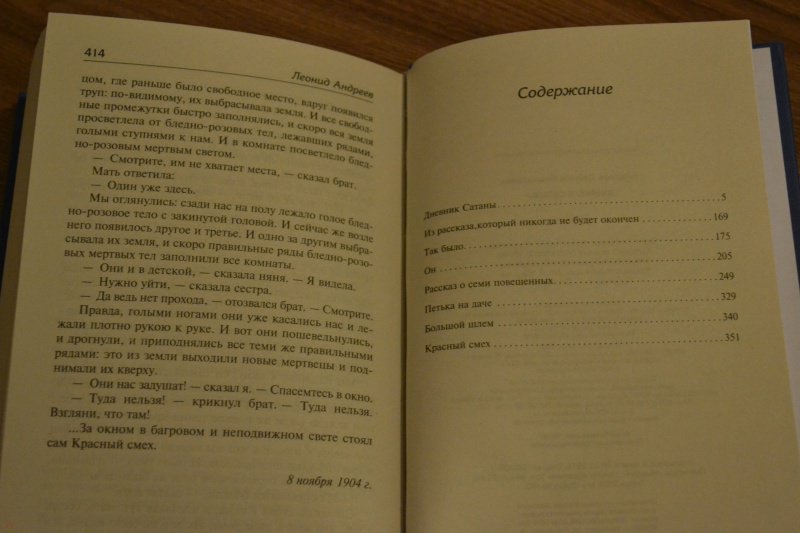 414
Леонид Андреев
цом, где раньше было свободное место, вдруг появился
труп: по-видимому, их выбрасывала земля. И все свобод-
ные промежутки быстро заполнялись, и скоро вся земля
просветлела от бледно-розовых тел, лежавших рядами,
голыми ступнями к нам. И в комнате посветлело блед-
но-розовым мертвым светом.
— Смотрите, им не хватает места, — сказал брат.
Мать ответила:
— Один уже здесь.
Мы оглянулись: сзади нас на полу лежало голое блед-
но-розовое тело с закинутой головой. И сейчас же возле
него появилось другое и третье. И одно за другим выбра-
сывала их земля, и скоро правильные ряды бледно-розо-
вых мертвых тел заполнили все комнаты.
— Они и в детской, — сказала няня. — Я видела.
— Нужно уйти, — сказала сестра.
— Да ведь нет прохода, — отозвался брат. — Смотрите.
Правда, голыми ногами они уже касались нас и ле-
жали плотно рукою к руке. И вот они пошевельнулись,
и дрогнули, и приподнялись все теми же правильными
рядами: это из земли выходили новые мертвецы и под-
нимали их кверху.
— Они нас задушат! — сказал я. — Спасемтесь в окно.
— Туда нельзя! — крикнул брат. — Туда нельзя.
Взгляни, что там!
...За окном в багровом и неподвижном свете стоял
сам Красный смех.
8 ноября 1904 г.
Содержание
Дневник Сатаны 5
Из рассказа,который никогда не будет окончен 169
Так было. 175
Он 205
Рассказ о семи повешенных. 249
Петька на даче 329
Большой шлем 340
Красный смех 351